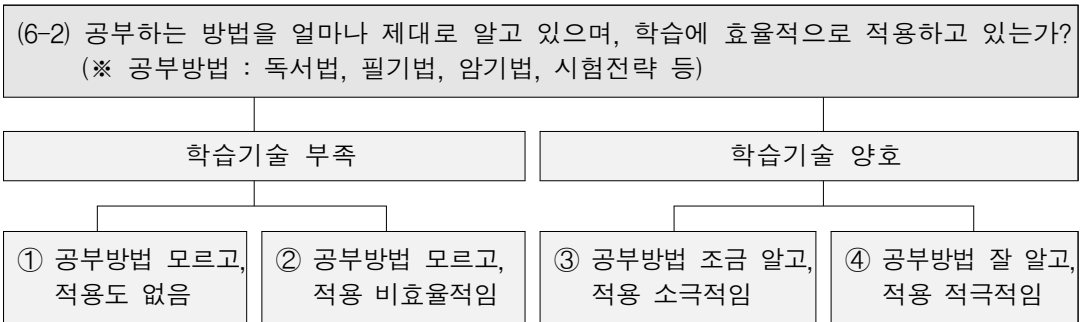 (6-2) 공부하는 방법을 얼마나 제대로 알고 있으며, 학습에 효율적으로 적용하고 있는가?
(※ 공부방법 : 독서법, 필기법, 암기법, 시험전략 등)
학습기술 부족
학습기술 양호
① 공부방법 모르고,
적용도 없음
② 공부방법 모르고,
적용 비효율적임
③ 공부방법 조금 알고,
적용 소극적임
④ 공부방법 잘 알고,
적용 적극적임